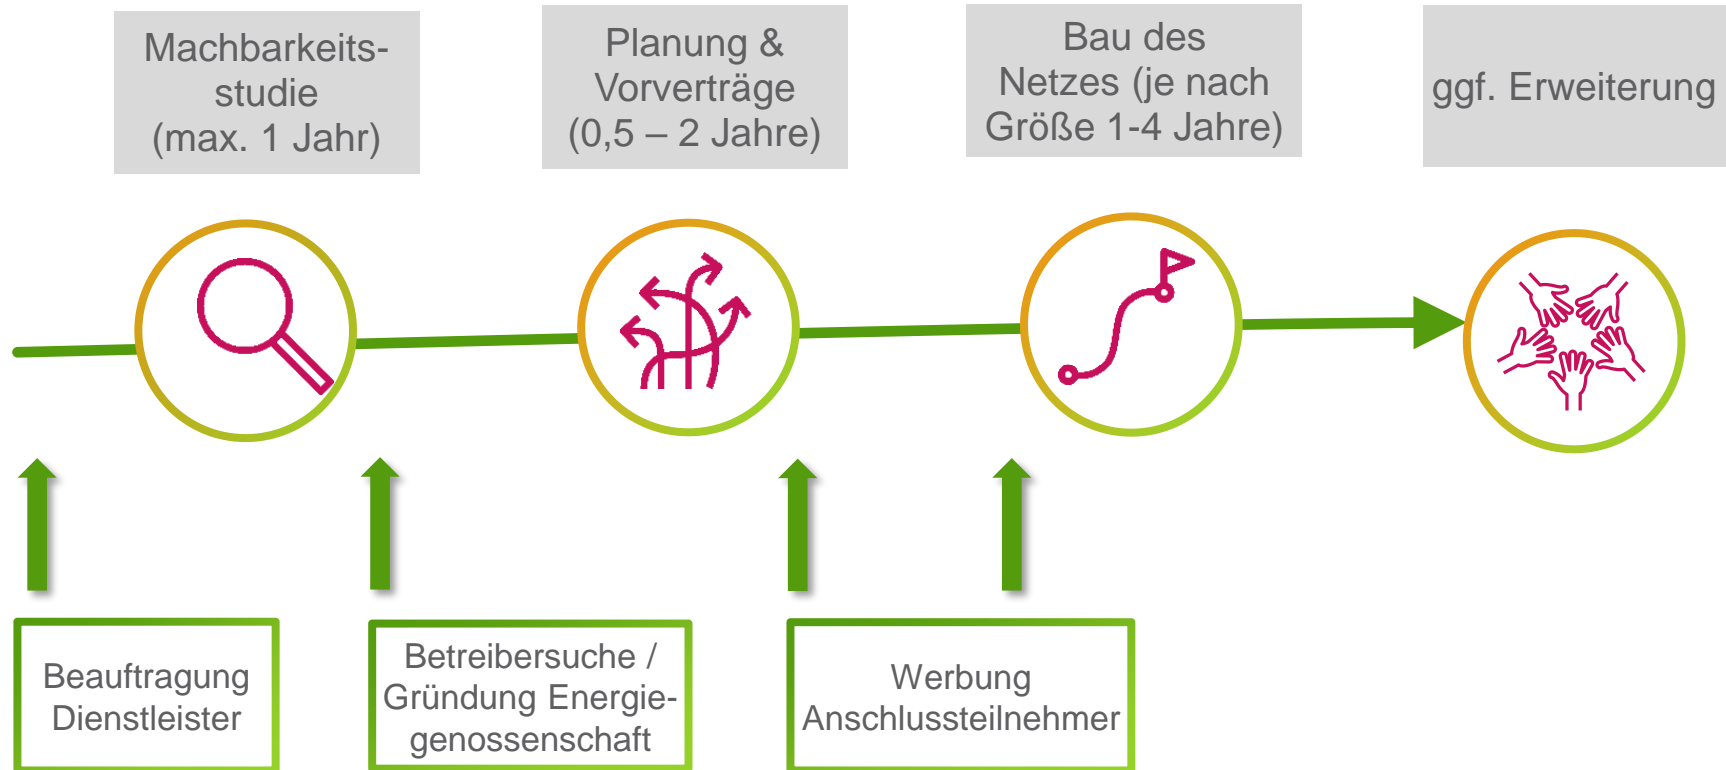 Machbarkeits-
studie
(max. 1 Jahr)
Planung &
Vorverträge
(0,5 – 2 Jahre)
Bau des
Netzes (je nach
Größe 1-4 Jahre)
ggf. Erweiterung
Beauftragung
Dienstleister
Betreibersuche /
Gründung Energie-
genossenschaft
Werbung
Anschlussteilnehmer